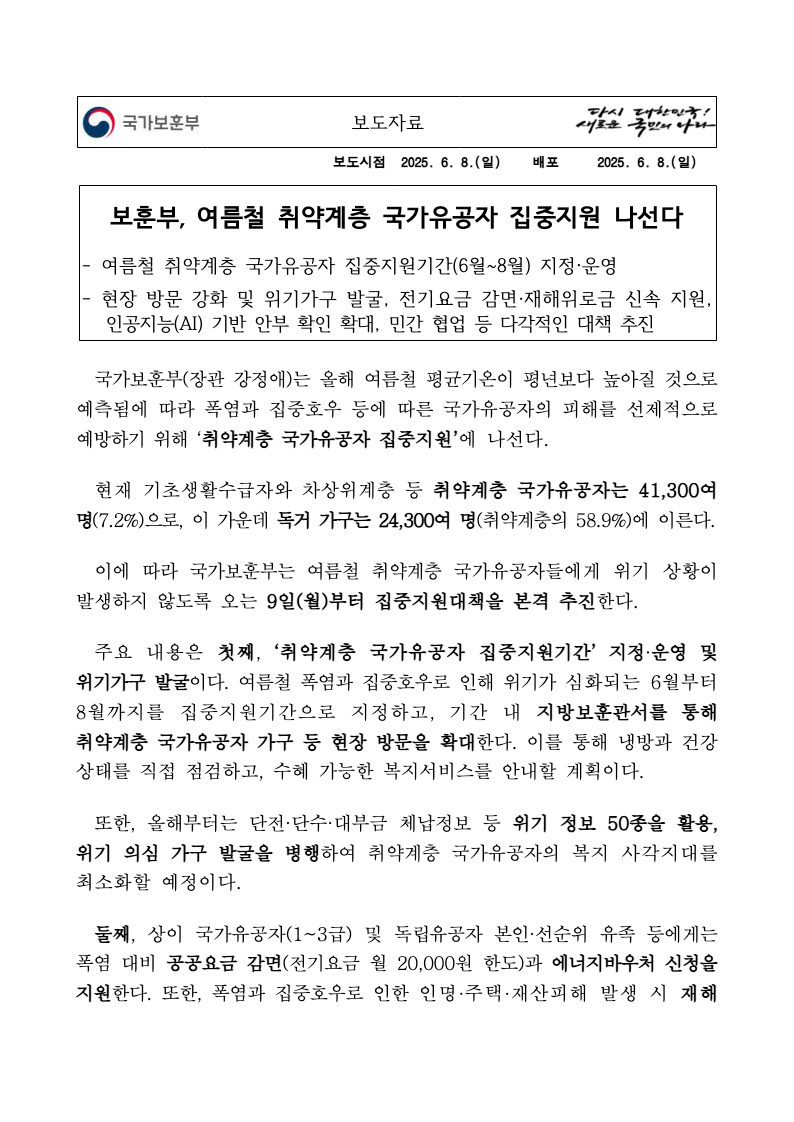 국가보훈부
보도자료
다시 대한민국!
새로운 국민의 나라
보도시점 2025. 6. 8.(일) 배포 2025. 6. 8.(일)
보훈부, 여름철 취약계층 국가유공자 집중지원 나선다
- 여름철 취약계층 국가유공자 집중지원기간(6월~8월) 지정·운영
- 현장 방문 강화 및 위기가구 발굴, 전기요금 감면·재해위로금 신속 지원,
인공지능(AI) 기반 안부 확인 확대, 민간 협업 등 다각적인 대책 추진
국가보훈부(장관 강정애)는 올해 여름철 평균기온이 평년보다 높아질 것으로
예측됨에 따라 폭염과 집중호우 등에 따른 국가유공자의 피해를 선제적으로
예방하기 위해 ‘취약계층 국가유공자 집중지원’에 나선다.
현재 기초생활수급자와 차상위계층 등 취약계층 국가유공자는 41,300여
명(7.2%)으로, 이 가운데 독거 가구는 24,300여 명(취약계층의 58.9%)에 이른다.
이에 따라 국가보훈부는 여름철 취약계층 국가유공자들에게 위기 상황이
발생하지 않도록 오는 9일(월)부터 집중지원대책을 본격 추진한다.
주요 내용은 첫째, ‘취약계층 국가유공자 집중지원기간’ 지정·운영 및
위기가구 발굴이다. 여름철 폭염과 집중호우로 인해 위기가 심화되는 6월부터
8월까지를 집중지원기간으로 지정하고, 기간 내 지방보훈관서를 통해
취약계층 국가유공자 가구 등 현장 방문을 확대한다. 이를 통해 냉방과 건강
상태를 직접 점검하고, 수혜 가능한 복지서비스를 안내할 계획이다.
또한, 올해부터는 단전·단수·대부금 체납정보 등 위기 정보 50종을 활용,
위기 의심 가구 발굴을 병행하여 취약계층 국가유공자의 복지 사각지대를
최소화할 예정이다.
둘째, 상이 국가유공자(1~3급) 및 독립유공자 본인·선순위 유족 등에게는
폭염 대비 공공요금 감면(전기요금 월 20,000원 한도)과 에너지바우처 신청을
지원한다. 또한, 폭염과 집중호우로 인한 인명·주택·재산피해 발생 시 재해